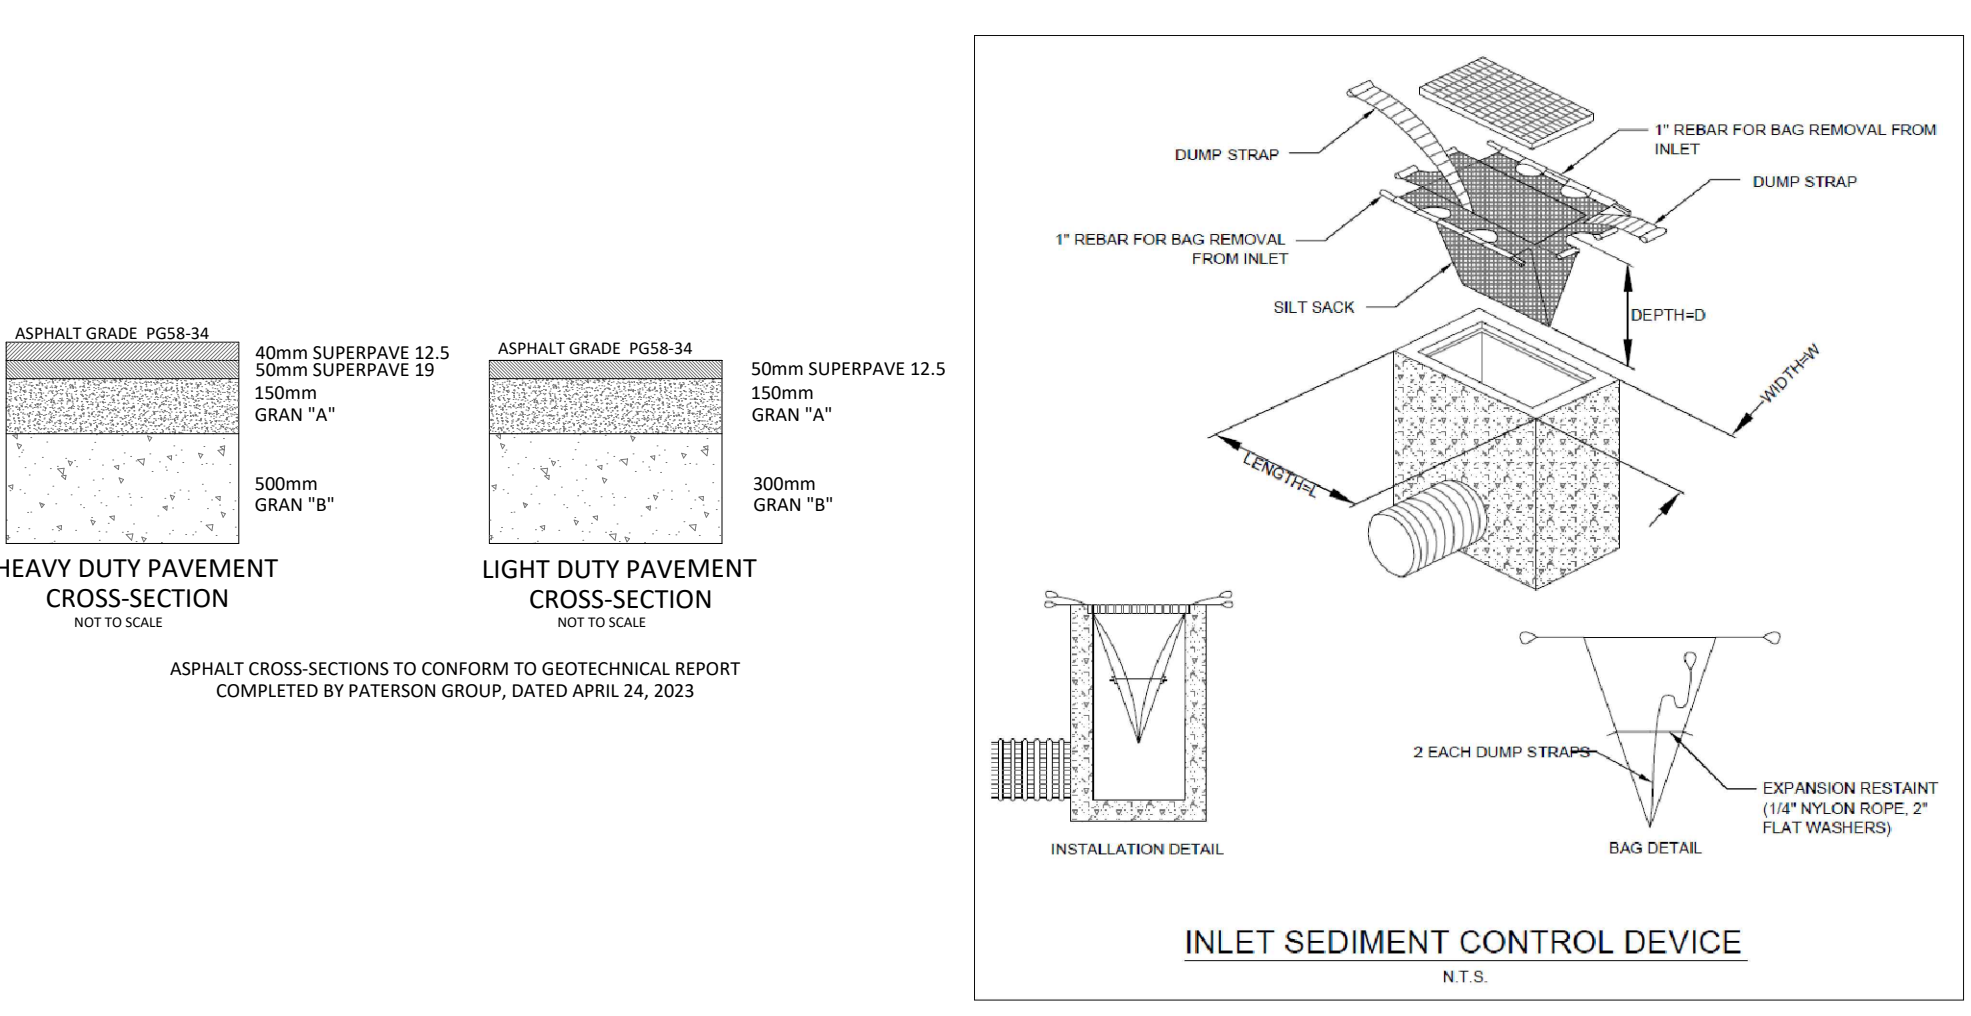 ASPHALT GRADE PG58-34
40mm SUPERPAVE 12.5
50mm SUPERPAVE 19
150mm
GRAN "A"
500mm
GRAN "B"
HEAVY DUTY PAVEMENT
CROSS-SECTION
NOT TO SCALE
ASPHALT GRADE PG58-34
50mm SUPERPAVE 12.5
150mm
GRAN "A"
300mm
GRAN "B"
LIGHT DUTY PAVEMENT
CROSS-SECTION
NOT TO SCALE
ASPHALT CROSS-SECTIONS TO CONFORM TO GEOTECHNICAL REPORT
COMPLETED BY PATERSON GROUP, DATED APRIL 24, 2023
DUMP STRAP
1" REBAR FOR BAG REMOVAL FROM
INLET
DUMP STRAP
1" REBAR FOR BAG REMOVAL
FROM INLET
SILT SACK
DEPTH=D
WIDTH=W
LENGTH=L
2 EACH DUMP STRAPS
EXPANSION RESTAINT
(1/4" NYLON ROPE, 2"
FLAT WASHERS)
INSTALLATION DETAIL
BAG DETAIL
INLET SEDIMENT CONTROL DEVICE
N.T.S.